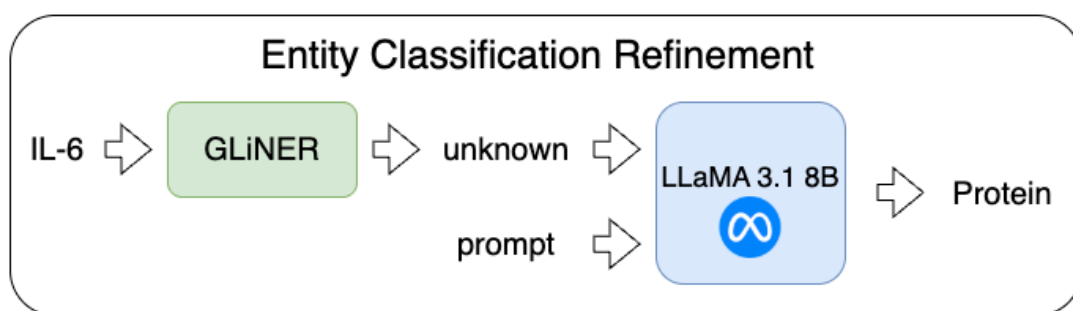 Entity Classification Refinement
IL-6
GLiNER
unknown
LLaMA 3.1 8B
Protein
prompt